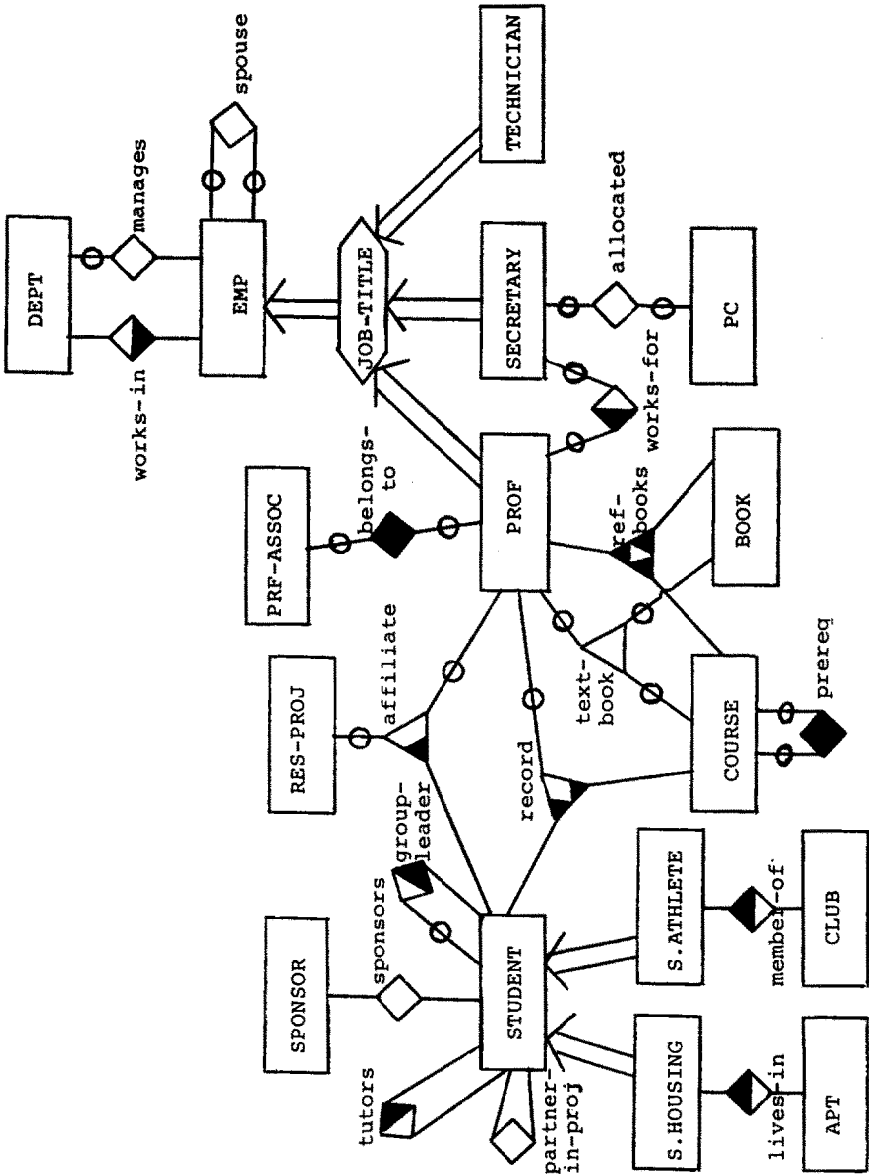 DEPT
manages
spouse
works-in
EMP
JOB-TITLE
TECHNICIAN
SECRETARY
allocated
PC
works-for
PRF-ASSOC
belongs-
to
PROF
ref-
books
BOOK
RES-PROJ
affiliate
text-
book
record
COURSE
prereq
SPONSOR
sponsors
group-
leader
STUDENT
tutors
partner-
in-proj
S.ATHLETE
member-of
CLUB
S.HOUSING
lives-in
APT